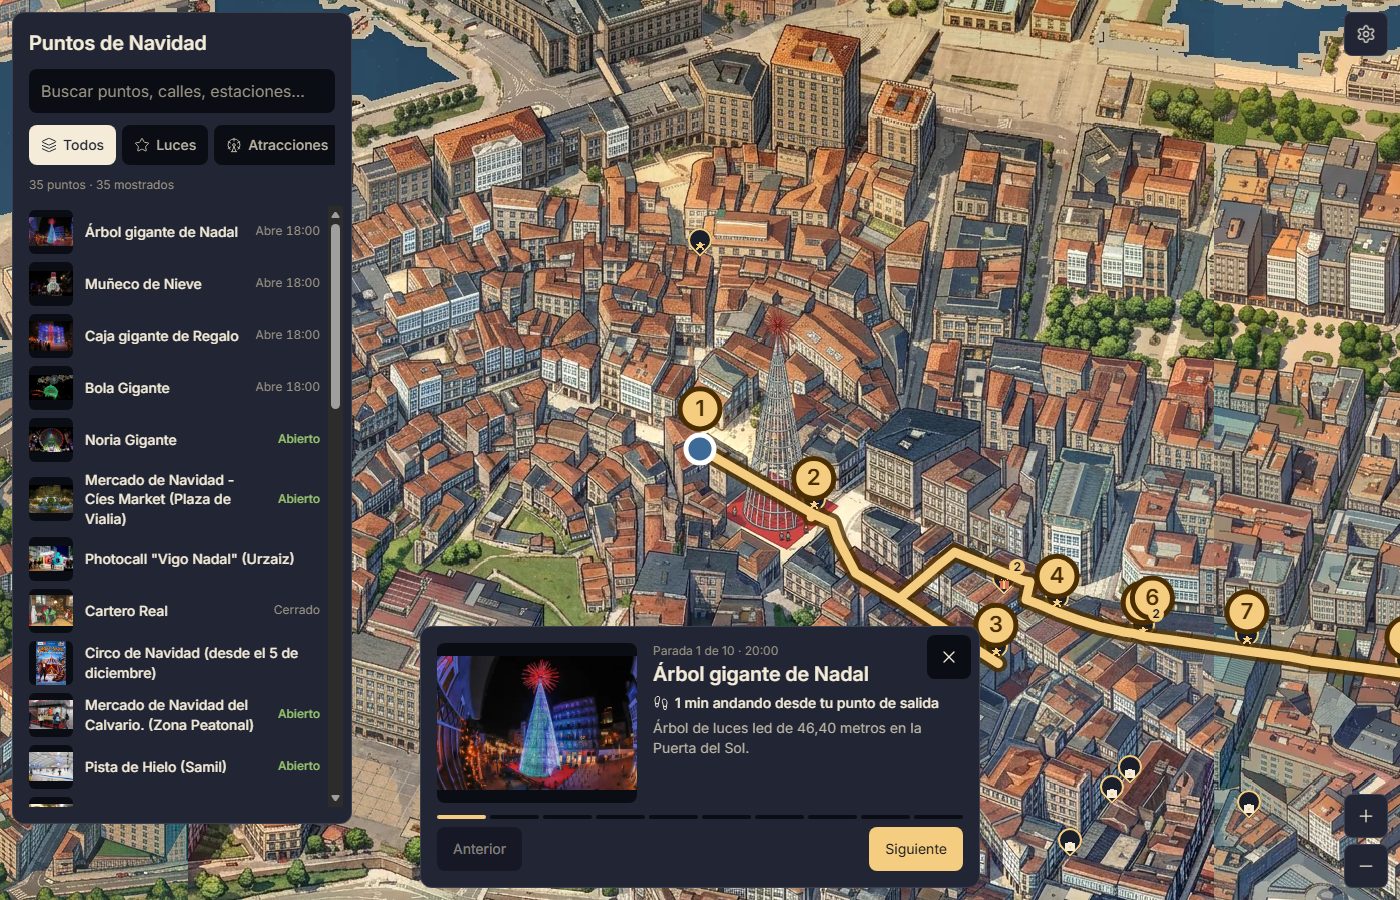 Puntos de Navidad
Buscar puntos, calles, estaciones...
Todos
Luces
Atracciones
35 puntos · 35 mostrados
Árbol gigante de Nadal
Abre 18:00
Muñeco de Nieve
Abre 18:00
Caja gigante de Regalo
Abre 18:00
Bola Gigante
Abre 18:00
Noria Gigante
Abierto
Mercado de Navidad -
Cíes Market (Plaza de
Vialia)
Abierto
Photocall "Vigo Nadal" (Urzaiz)
Cartero Real
Cerrado
Circo de Navidad (desde el 5 de
diciembre)
Mercado de Navidad del
Calvario. (Zona Peatonal)
Abierto
Pista de Hielo (Samil)
Abierto
1
2
2
4
6
2
7
3
Parada 1 de 10 · 20:00
Árbol gigante de Nadal
1 min andando desde tu punto de salida
Árbol de luces led de 46,40 metros en la
Puerta del Sol.
Anterior
Siguiente